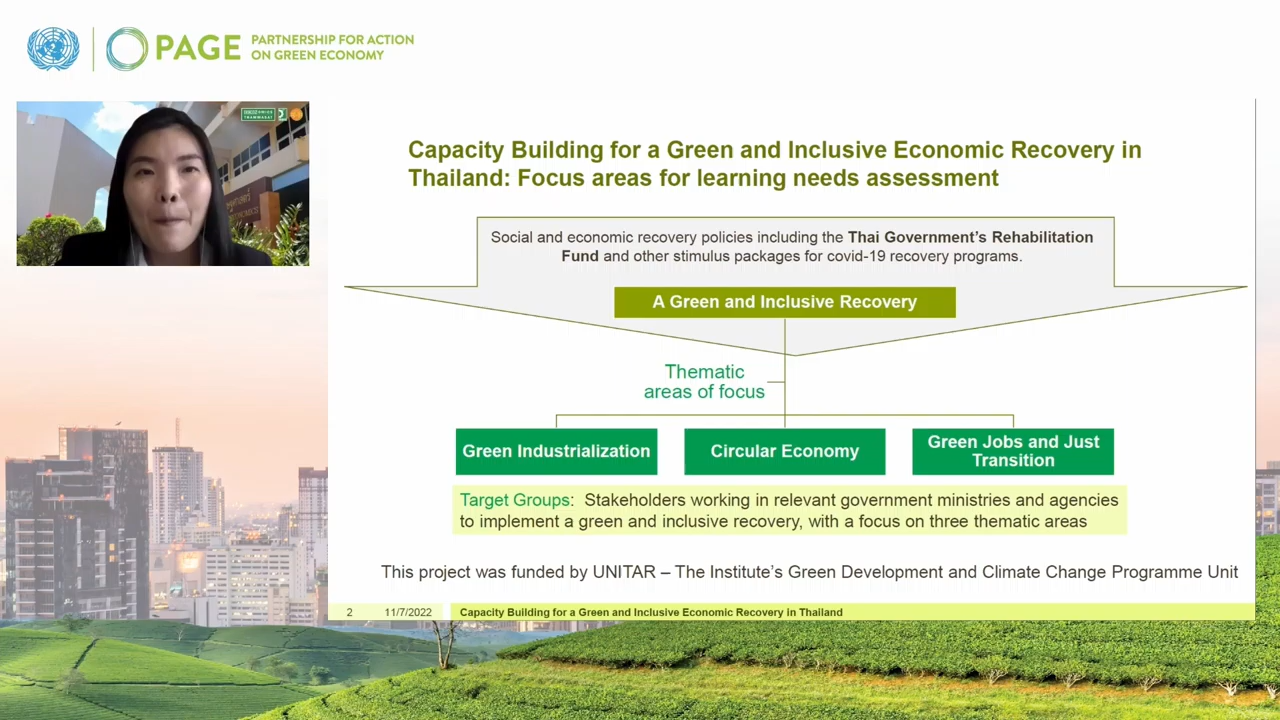 PAGE
PARTNERSHIP FOR ACTION
ON GREEN ECONOMY
Capacity Building for a Green and Inclusive Economic Recovery in
Thailand: Focus areas for learning needs assessment
Social and economic recovery policies including the Thai Government's Rehabilitation
Fund and other stimulus packages for covid-19 recovery programs.
A Green and Inclusive Recovery
Thematic
areas of focus
Green Industrialization
Circular Economy
Green Jobs and Just
Transition
Target Groups: Stakeholders working in relevant government ministries and agencies
to implement a green and inclusive recovery, with a focus on three thematic areas
This project was funded by UNITAR – The Institute's Green Development and Climate Change Programme Unit
2 11/7/2022 Capacity Building for a Green and Inclusive Economic Recovery in Thailand